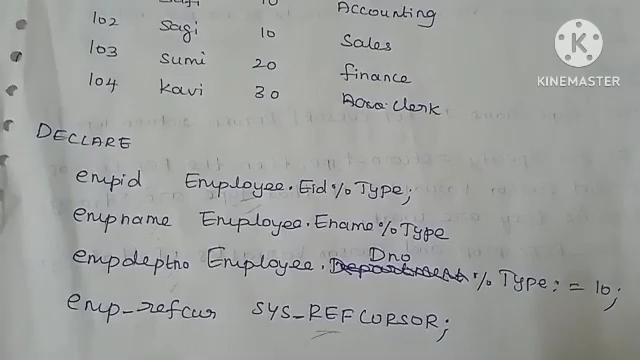 10 Accounting
102 Sagi 10 Sales
103 Sumi 20 finance
104 Kavi 30 Clerk
KINEMASTER
DECLARE
empid Employee.Eid%Type;
empname Employee.Ename%Type
empdeptno Employee.Dno%Type:=10;
emp_refcur SYS_REFCURSOR;